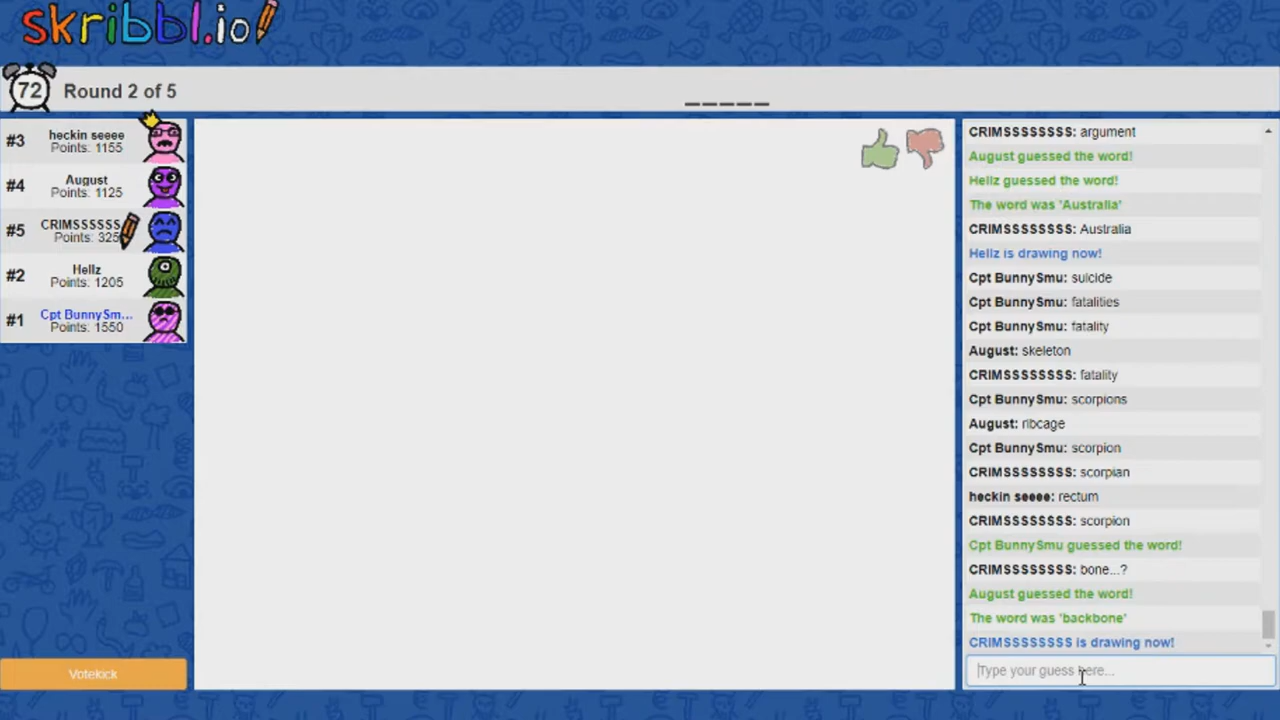 skribbl.io
72
Round 2 of 5
_____
#3 heckin seeee
Points: 1155
#4 August
Points: 1125
#5 CRIMSSSSSS
Points: 325
#2 Hellz
Points: 1205
#1 Cpt BunnySm...
Points: 1550
Votekick
CRIMSSSSSSSS: argument
August guessed the word!
Hellz guessed the word!
The word was 'Australia'
CRIMSSSSSSSS: Australia
Hellz is drawing now!
Cpt BunnySmu: suicide
Cpt BunnySmu: fatalities
Cpt BunnySmu: fatality
August: skeleton
CRIMSSSSSSSS: fatality
Cpt BunnySmu: scorpions
August: ribcage
Cpt BunnySmu: scorpion
CRIMSSSSSSSS: scorpian
heckin seeee: rectum
CRIMSSSSSSSS: scorpion
Cpt BunnySmu guessed the word!
CRIMSSSSSSSS: bone...?
August guessed the word!
The word was 'backbone'
CRIMSSSSSSSS is drawing now!
Type your guess here...